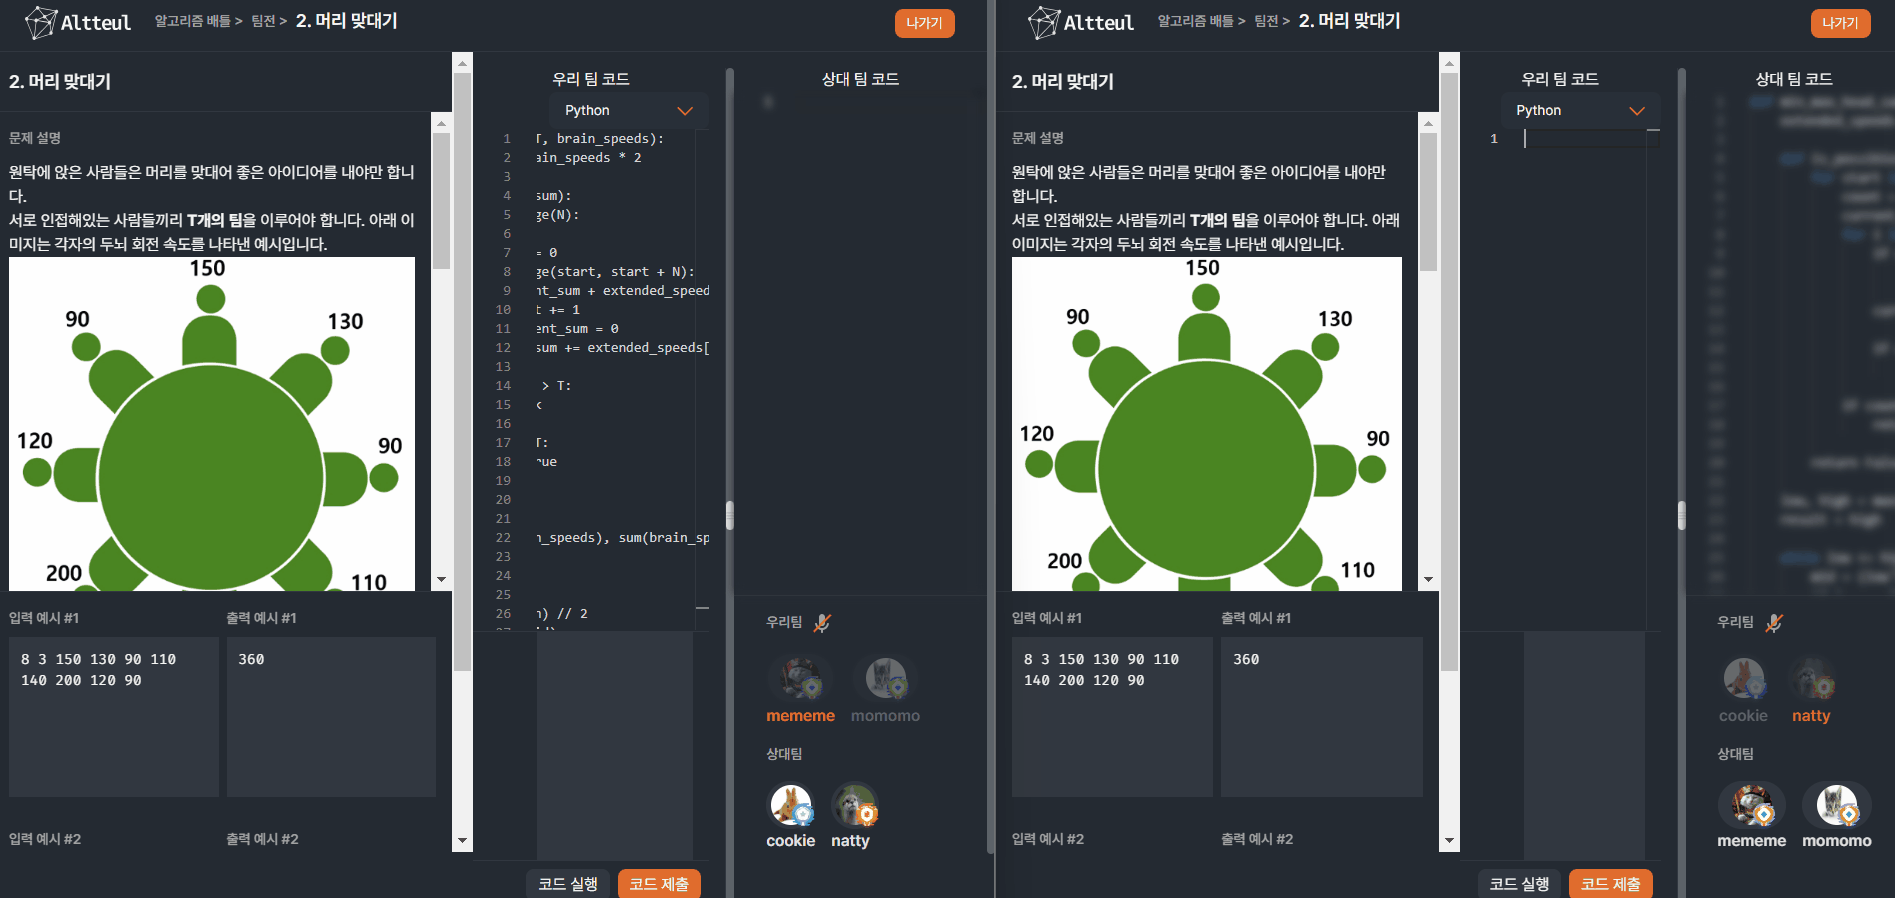 Altteul
알고리즘 배틀 > 팀전 > 2. 머리 맞대기
나가기
2. 머리 맞대기
문제 설명
원탁에 앉은 사람들은 머리를 맞대어 좋은 아이디어를 내야만 합니
다.
서로 인접해있는 사람들끼리 T개의 팀을 이루어야 합니다. 아래 이
미지는 각자의 두뇌 회전 속도를 나타낸 예시입니다.
150
90
130
120
90
200
110
입력 예시 #1
출력 예시 #1
8 3 150 130 90 110
140 200 120 90
360
입력 예시 #2
출력 예시 #2
우리 팀 코드
Python
1 T, brain_speeds):
2 ain_speeds * 2
3
4 sum):
5 ge(N):
6
7 = 0
8 ge(start, start + N):
9 nt_sum + extended_speed
10 t += 1
11 ent_sum = 0
12 sum += extended_speeds[
13
14 > T:
15
16
17 T:
18 rue
19
20
21
22 n_speeds), sum(brain_sp
23
24
25
26 n) // 2
코드 실행
코드 제출
상대 팀 코드
우리팀
mememe
momomo
상대팀
cookie
natty
Altteul
알고리즘 배틀 > 팀전 > 2. 머리 맞대기
나가기
2. 머리 맞대기
문제 설명
원탁에 앉은 사람들은 머리를 맞대어 좋은 아이디어를 내야만
합니다.
서로 인접해있는 사람들끼리 T개의 팀을 이루어야 합니다. 아래
이미지는 각자의 두뇌 회전 속도를 나타낸 예시입니다.
150
90
130
120
90
200
110
입력 예시 #1
출력 예시 #1
8 3 150 130 90 110
140 200 120 90
360
입력 예시 #2
출력 예시 #2
우리 팀 코드
Python
1
코드 실행
코드 제출
상대 팀 코드
우리팀
cookie
natty
상대팀
mememe
momomo